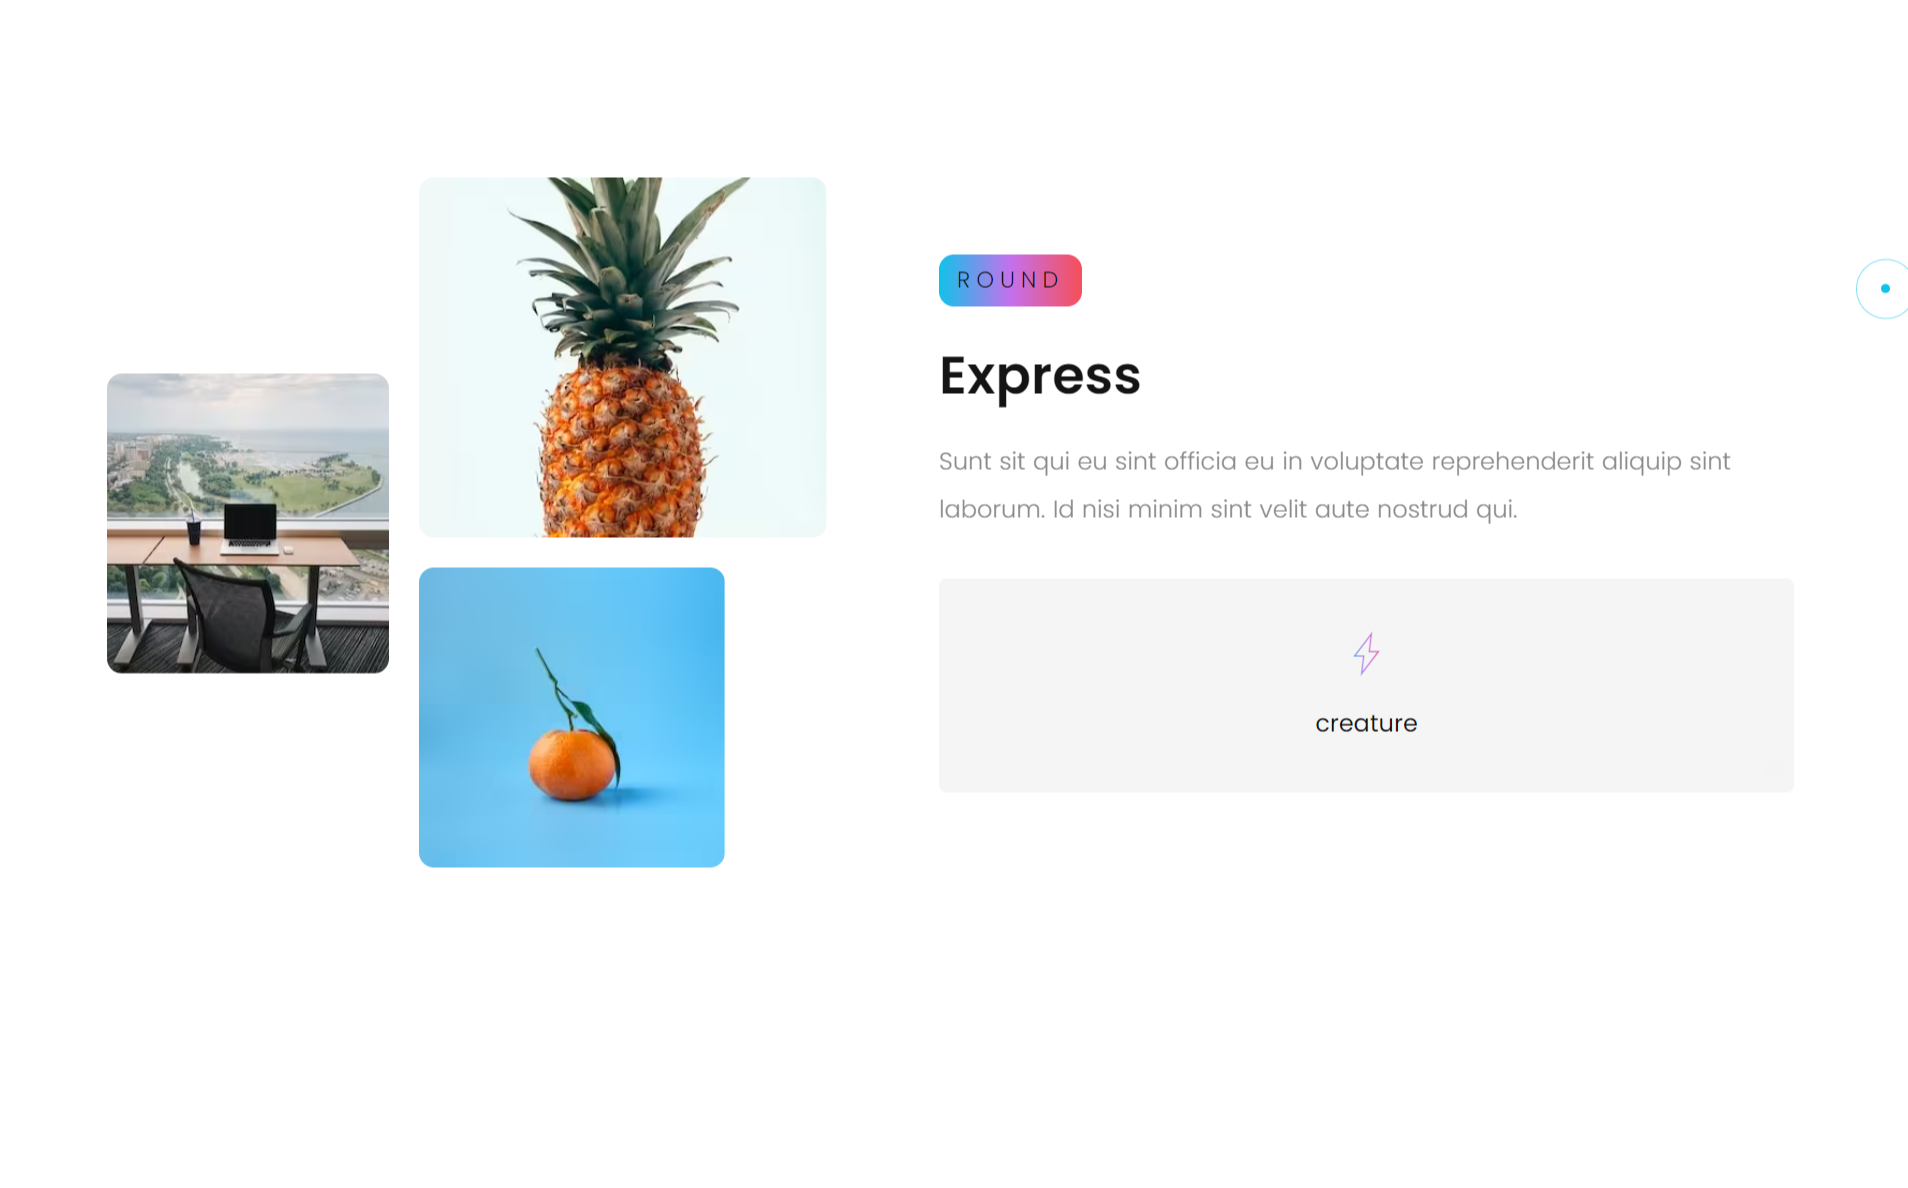 ROUND
Express
Sunt sit qui eu sint officia eu in voluptate reprehenderit aliquip sint
laborum. Id nisi minim sint velit aute nostrud qui.
creature